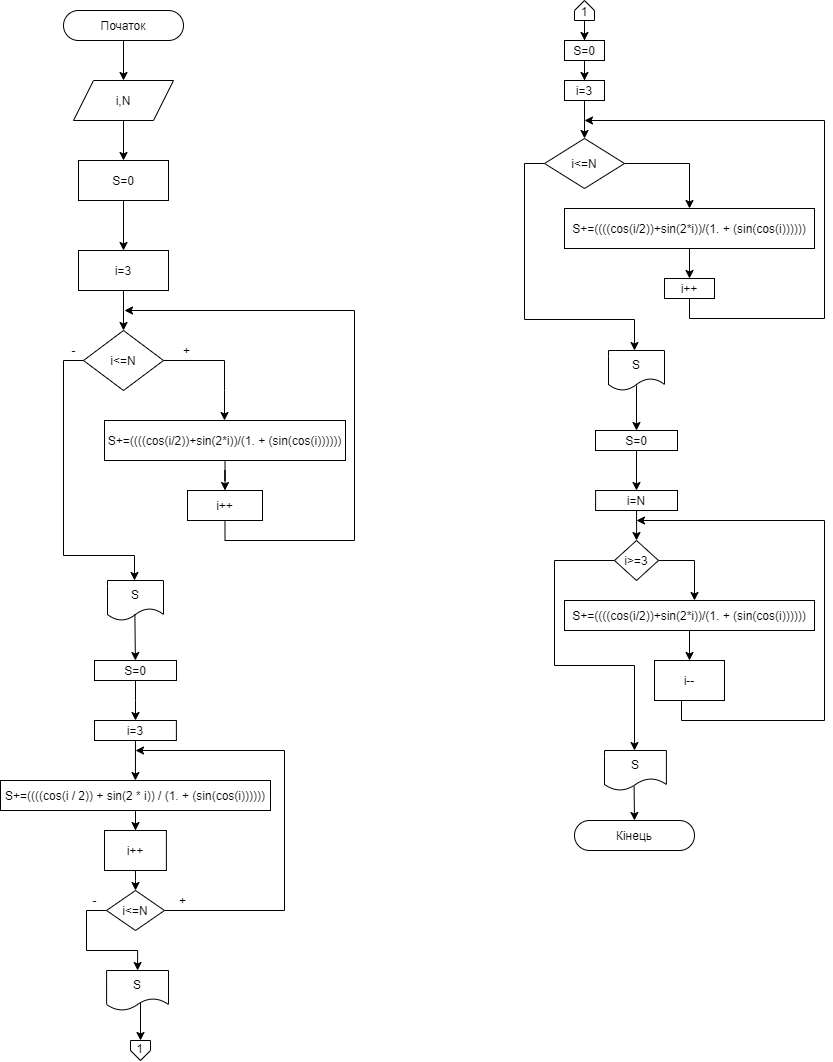 Початок
i,N
S=0
i=3
i<=N
-
+
S+=((((cos(i/2))+sin(2*i))/(1. + (sin(cos(i))))))
i++
S
S=0
i=3
S+=((((cos(i / 2)) + sin(2 * i)) / (1. + (sin(cos(i))))))
i++
i<=N
-
+
S
1
1
S=0
i=3
i<=N
S+=((((cos(i/2))+sin(2*i))/(1. + (sin(cos(i))))))
i++
S
S=0
i=N
i>=3
S+=((((cos(i/2))+sin(2*i))/(1. + (sin(cos(i))))))
i--
S
Кінець